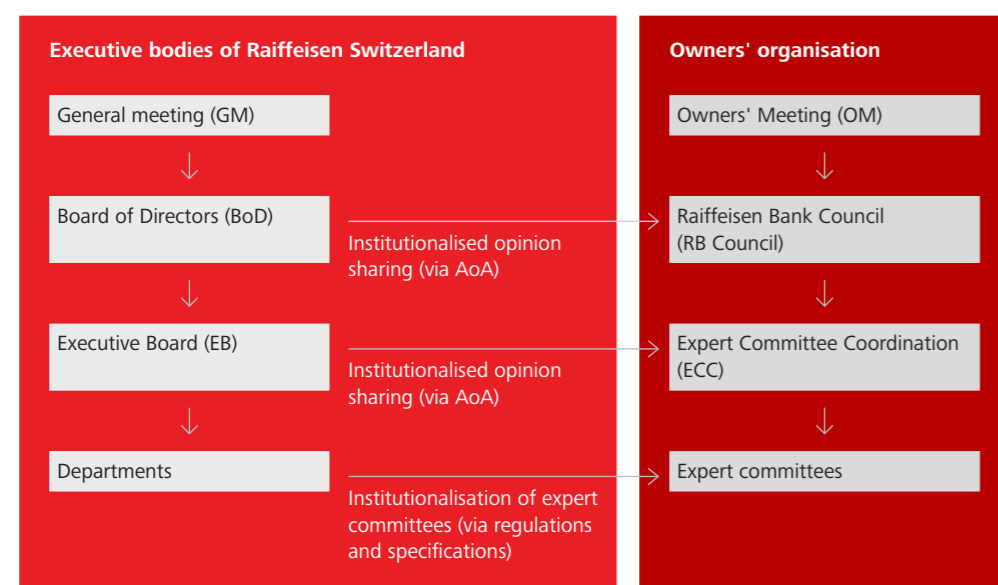 Executive bodies of Raiffeisen Switzerland
General meeting (GM)
Board of Directors (BoD)
Institutionalised opinion
sharing (via AoA)
Executive Board (EB)
Institutionalised opinion
sharing (via AoA)
Departments
Institutionalisation of expert
committees (via regulations
and specifications)
Owners' organisation
Owners' Meeting (OM)
Raiffeisen Bank Council
(RB Council)
Expert Committee Coordination
(ECC)
Expert committees